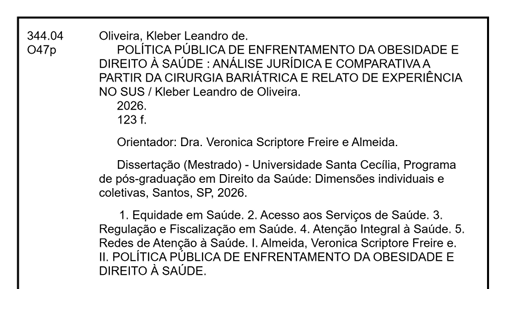 344.04 Oliveira, Kleber Leandro de.
O47p POLÍTICA PÚBLICA DE ENFRENTAMENTO DA OBESIDADE E
DIREITO À SAÚDE : ANÁLISE JURÍDICA E COMPARATIVA A
PARTIR DA CIRURGIA BARIÁTRICA E RELATO DE EXPERIÊNCIA
NO SUS / Kleber Leandro de Oliveira.
2026.
123 f.
Orientador: Dra. Veronica Scriptore Freire e Almeida.
Dissertação (Mestrado) - Universidade Santa Cecília, Programa
de pós-graduação em Direito da Saúde: Dimensões individuais e
coletivas, Santos, SP, 2026.
1. Equidade em Saúde. 2. Acesso aos Serviços de Saúde. 3.
Regulação e Fiscalização em Saúde. 4. Atenção Integral à Saúde. 5.
Redes de Atenção à Saúde. I. Almeida, Veronica Scriptore Freire e.
II. POLÍTICA PÚBLICA DE ENFRENTAMENTO DA OBESIDADE E
DIREITO À SAÚDE.